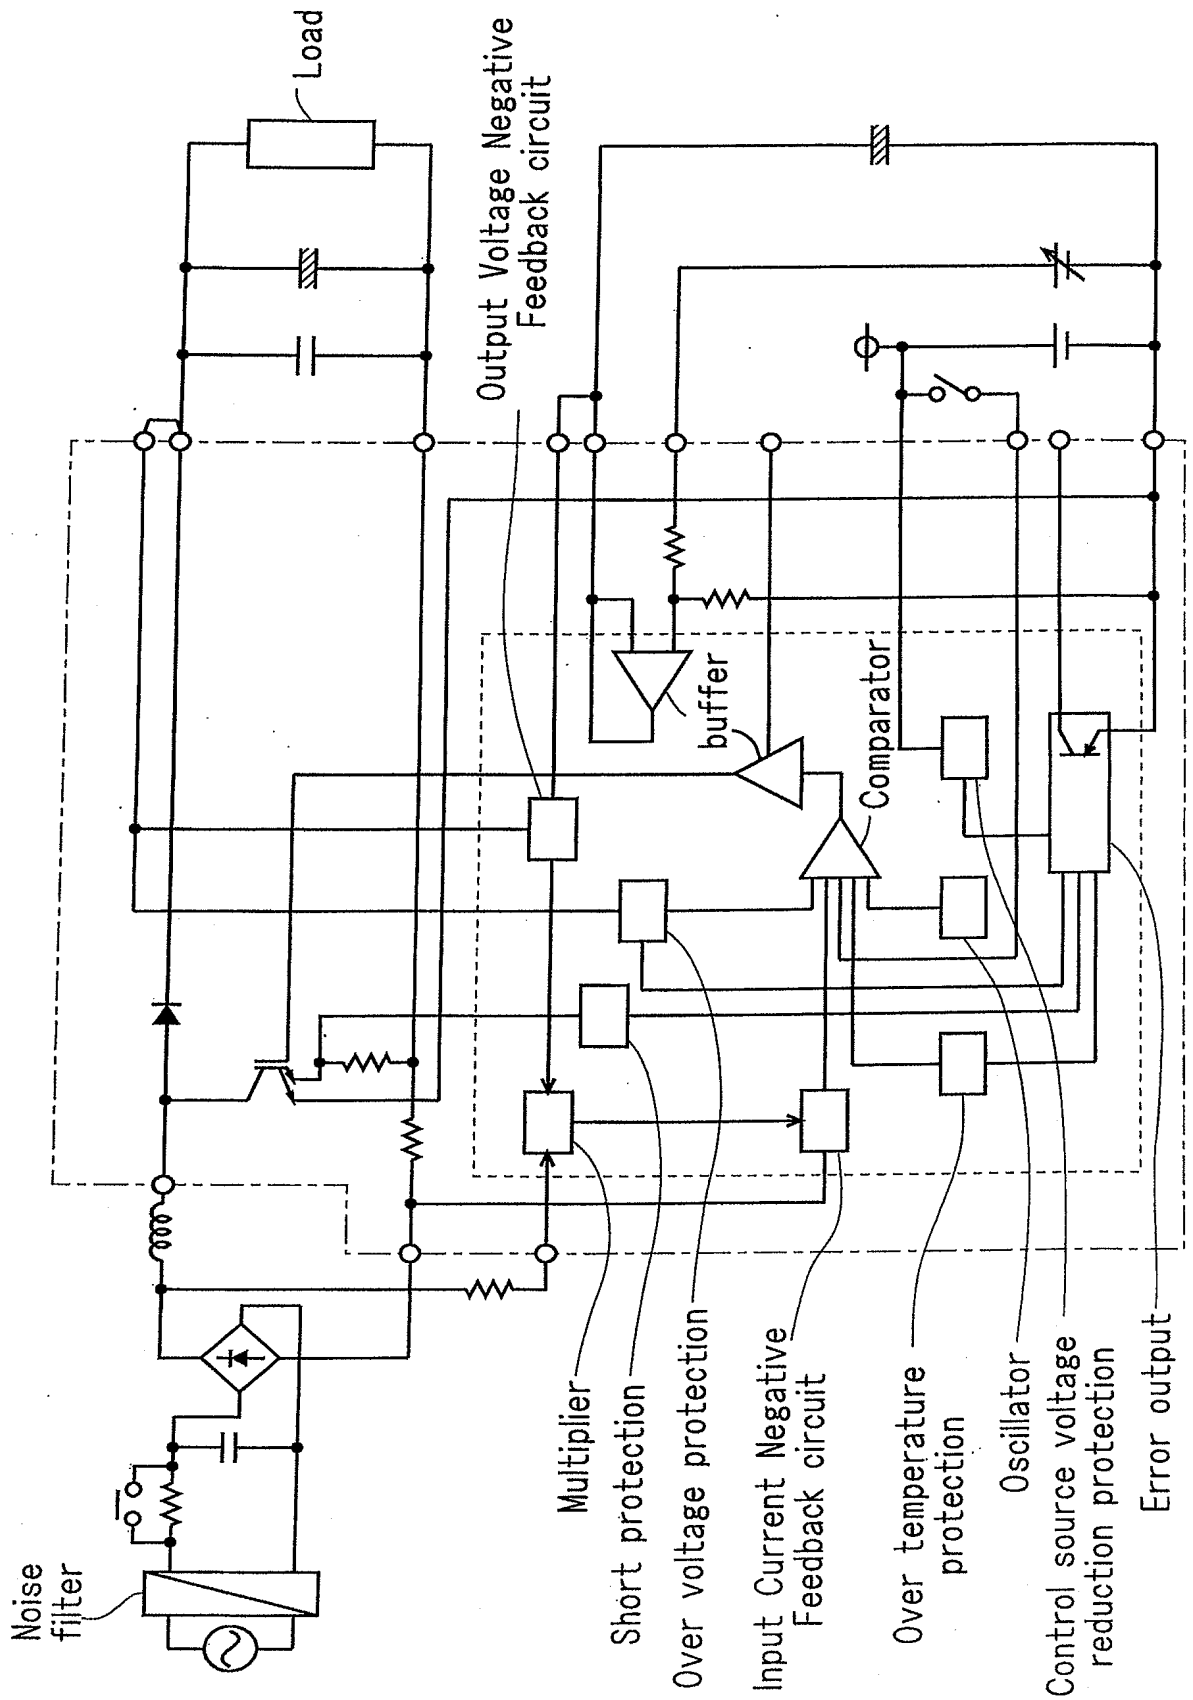 Noise
filter
Load
Output Voltage Negative
Feedback circuit
buffer
Comparator
Multiplier
Short protection
Over voltage protection
Input Current Negative
Feedback circuit
Over temperature
protection
Oscillator
Control source voltage
reduction protection
Error output